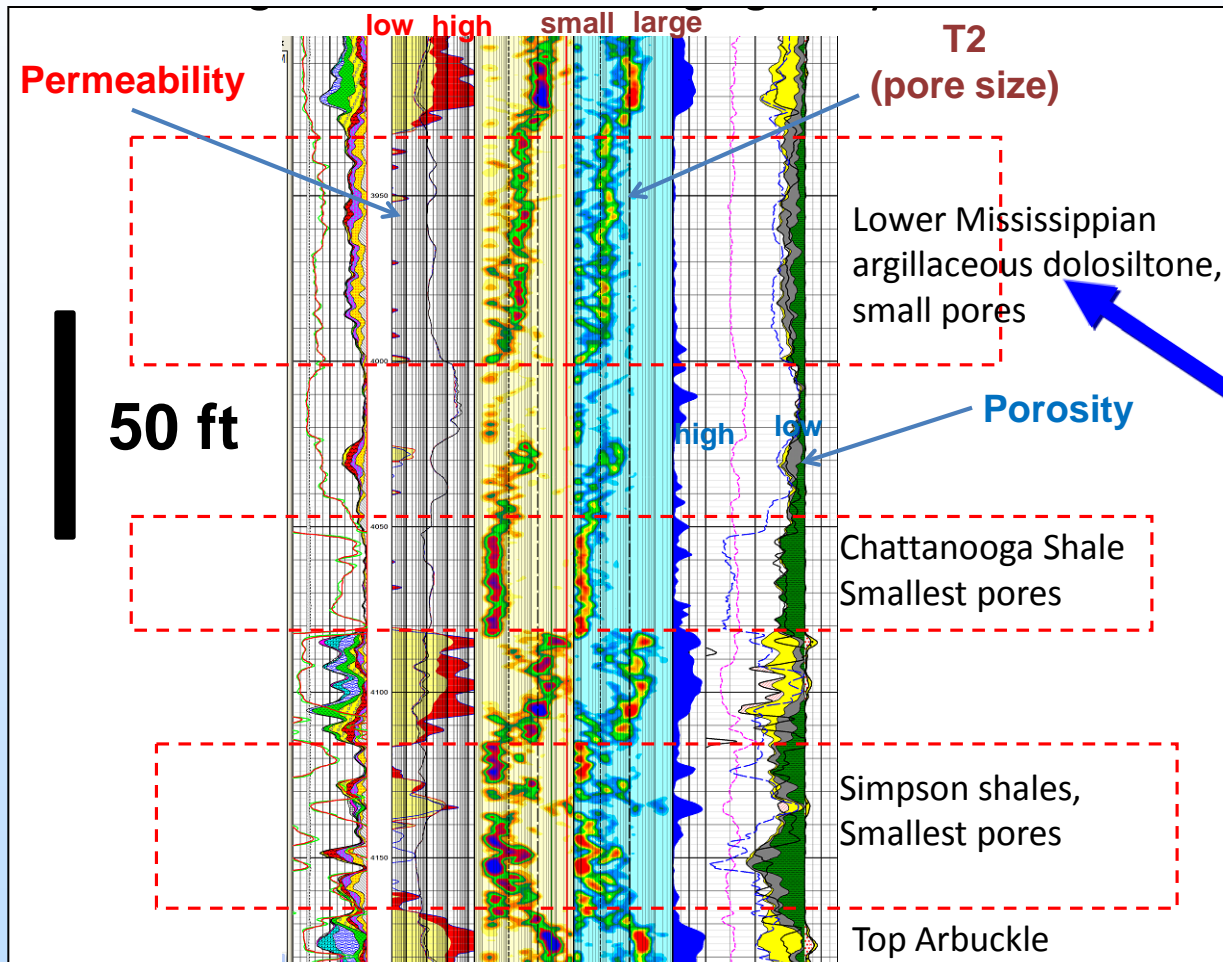 low high small large
T2
(pore size)
Permeability
3950
Lower Mississippian
argillaceous dolosiltone,
small pores
4000
50 ft
high low
Porosity
4050
Chattanooga Shale
Smallest pores
4100
Simpson shales,
Smallest pores
4150
Top Arbuckle